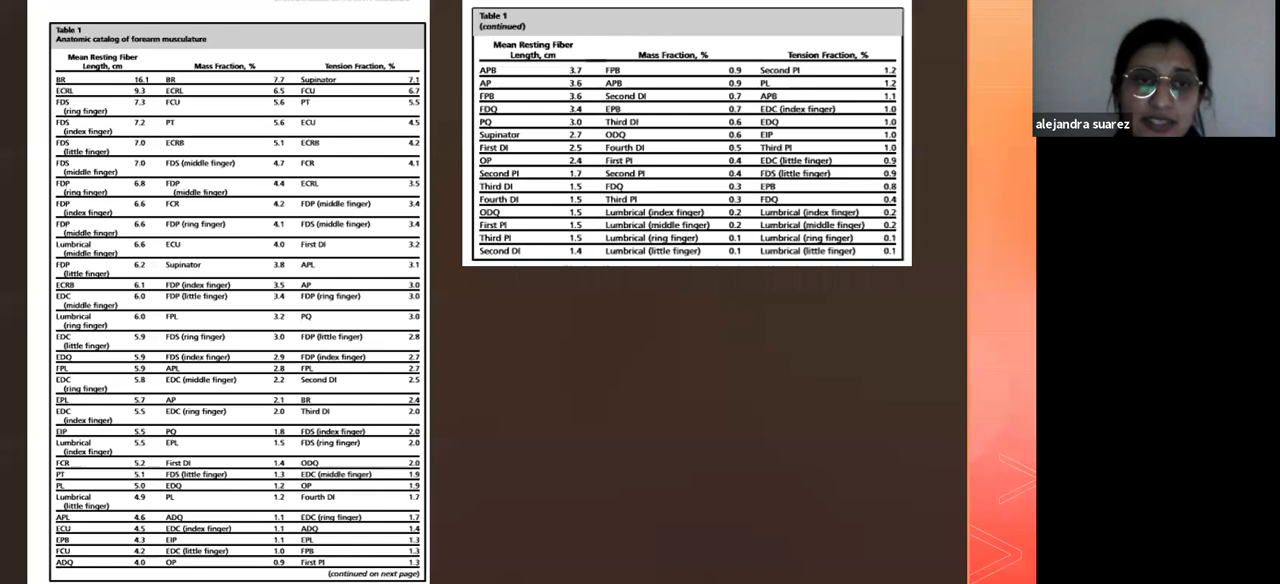 Table 1
Anatomic catalog of forearm musculature
Mean Resting Fiber
Length, cm Mass Fraction, % Tension Fraction, %
BR 16.1 BR 7.7 Supinator 7.1
ECRL 9.3 ECRL 6.5 FCU 6.7
FDS 7.3 FCU 5.6 PT 5.5
(ring finger)
FDS 7.2 PT 5.6 ECU 4.5
(index finger)
FDS 7.0 ECRB 5.1 ECRB 4.2
(little finger)
FDS 7.0 FDS (middle finger) 4.7 FCR 4.1
(middle finger)
FDP 6.8 FDP 4.4 ECRL 3.5
(ring finger) (middle finger)
FDP 6.6 FCR 4.2 FDP (middle finger) 3.4
(index finger)
FDP 6.6 FDP (ring finger) 4.1 FDS (middle finger) 3.4
(middle finger)
Lumbrical 6.6 ECU 4.0 First DI 3.2
(middle finger)
FDP 6.2 Supinator 3.8 APL 3.1
(little finger)
ECRB 6.1 FDP (index finger) 3.5 AP 3.0
EDC 6.0 FDP (little finger) 3.4 FDP (ring finger) 3.0
(middle finger)
Lumbrical 6.0 FPL 3.2 PQ 3.0
(ring finger)
EDC 5.9 FDS (ring finger) 3.0 FDP (little finger) 2.8
(little finger)
EDQ 5.9 FDS (index finger) 2.9 FDP (index finger) 2.7
FPL 5.9 APL 2.8 FPL 2.7
EDC 5.8 EDC (middle finger) 2.2 Second DI 2.5
(ring finger)
EPL 5.7 AP 2.1 BR 2.4
EDC 5.5 EDC (ring finger) 2.0 Third DI 2.0
(index finger)
EIP 5.5 PQ 1.8 FDS (index finger) 2.0
Lumbrical 5.5 EPL 1.5 FDS (ring finger) 2.0
(index finger)
FCR 5.2 First DI 1.4 ODQ 2.0
PT 5.1 FDS (little finger) 1.3 EDC (middle finger) 1.9
PL 5.0 EDQ 1.2 OP 1.9
Lumbrical 4.9 PL 1.2 Fourth DI 1.7
(little finger)
APL 4.6 ADQ 1.1 EDC (ring finger) 1.7
ECU 4.5 EDC (index finger) 1.1 ADQ 1.4
EPB 4.3 EIP 1.1 EPL 1.3
FCU 4.2 EDC (little finger) 1.0 FPB 1.3
ADQ 4.0 OP 0.9 First PI 1.3
(continued on next page)
Table 1
(continued)
Mean Resting Fiber
Length, cm Mass Fraction, % Tension Fraction, %
APB 3.7 FPB 0.9 Second PI 1.2
AP 3.6 APB 0.9 PL 1.2
FPB 3.6 Second DI 0.7 APB 1.1
FDQ 3.4 EPB 0.7 EDC (index finger) 1.0
PQ 3.0 Third DI 0.6 EDQ 1.0
Supinator 2.7 ODQ 0.6 EIP 1.0
First DI 2.5 Fourth DI 0.5 Third PI 1.0
OP 2.4 First PI 0.4 EDC (little finger) 0.9
Second PI 1.7 Second PI 0.4 FDS (little finger) 0.9
Third DI 1.5 FDQ 0.3 EPB 0.8
Fourth DI 1.5 Third PI 0.3 FDQ 0.4
ODQ 1.5 Lumbrical (index finger) 0.2 Lumbrical (index finger) 0.2
First PI 1.5 Lumbrical (middle finger) 0.2 Lumbrical (middle finger) 0.2
Third PI 1.5 Lumbrical (ring finger) 0.1 Lumbrical (ring finger) 0.1
Second DI 1.4 Lumbrical (little finger) 0.1 Lumbrical (little finger) 0.1
alejandra suarez